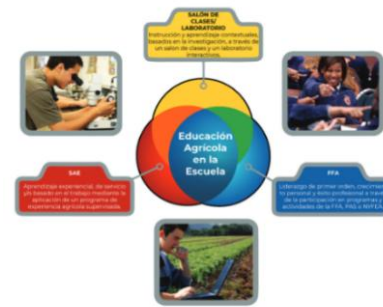 SALÓN DE
CLASES/
LABORATORIO
Instrucción y aprendizaje contextuales,
basados en la investigación, a través de
un salón de clases y un laboratorio
interactivos.
Educación
Agrícola
en la
Escuela
SAE
Aprendizaje experiencial, de servicio
y/o basado en el trabajo mediante la
aplicación de un programa de
experiencia agrícola supervisada.
FFA
Liderazgo de primer orden, crecimien-
to personal y éxito profesional a través
de la participación en programas y
actividades de la FFA, PAS o NYFEA.